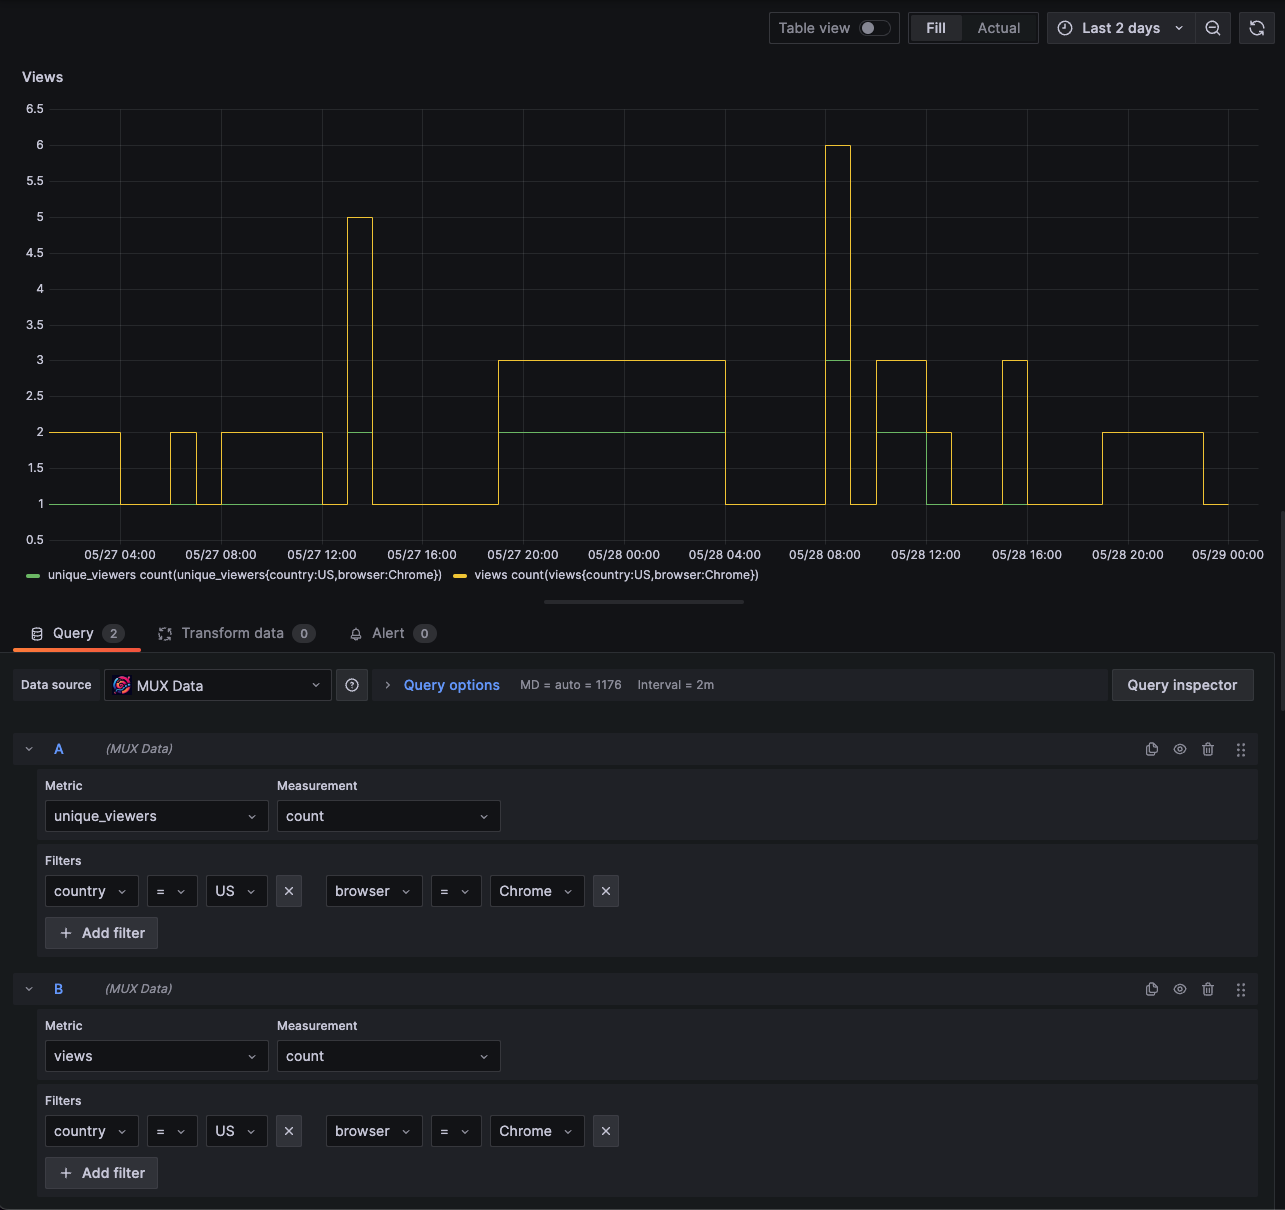 Table view Fill Actual Last 2 days
Views
6.5
6
5.5
5
4.5
4
3.5
3
2.5
2
1.5
1
0.5
05/27 04:00 05/27 08:00 05/27 12:00 05/27 16:00 05/27 20:00 05/28 00:00 05/28 04:00 05/28 08:00 05/28 12:00 05/28 16:00 05/28 20:00 05/29 00:00
unique_viewers count(unique_viewers{country:US,browser:Chrome}) views count(views{country:US,browser:Chrome})
Query 2 Transform data 0 Alert 0
Data source MUX Data Query options MD = auto = 1176 Interval = 2m Query inspector
A (MUX Data)
Metric Measurement
unique_viewers count
Filters
country = US browser = Chrome
+ Add filter
B (MUX Data)
Metric Measurement
views count
Filters
country = US browser = Chrome
+ Add filter